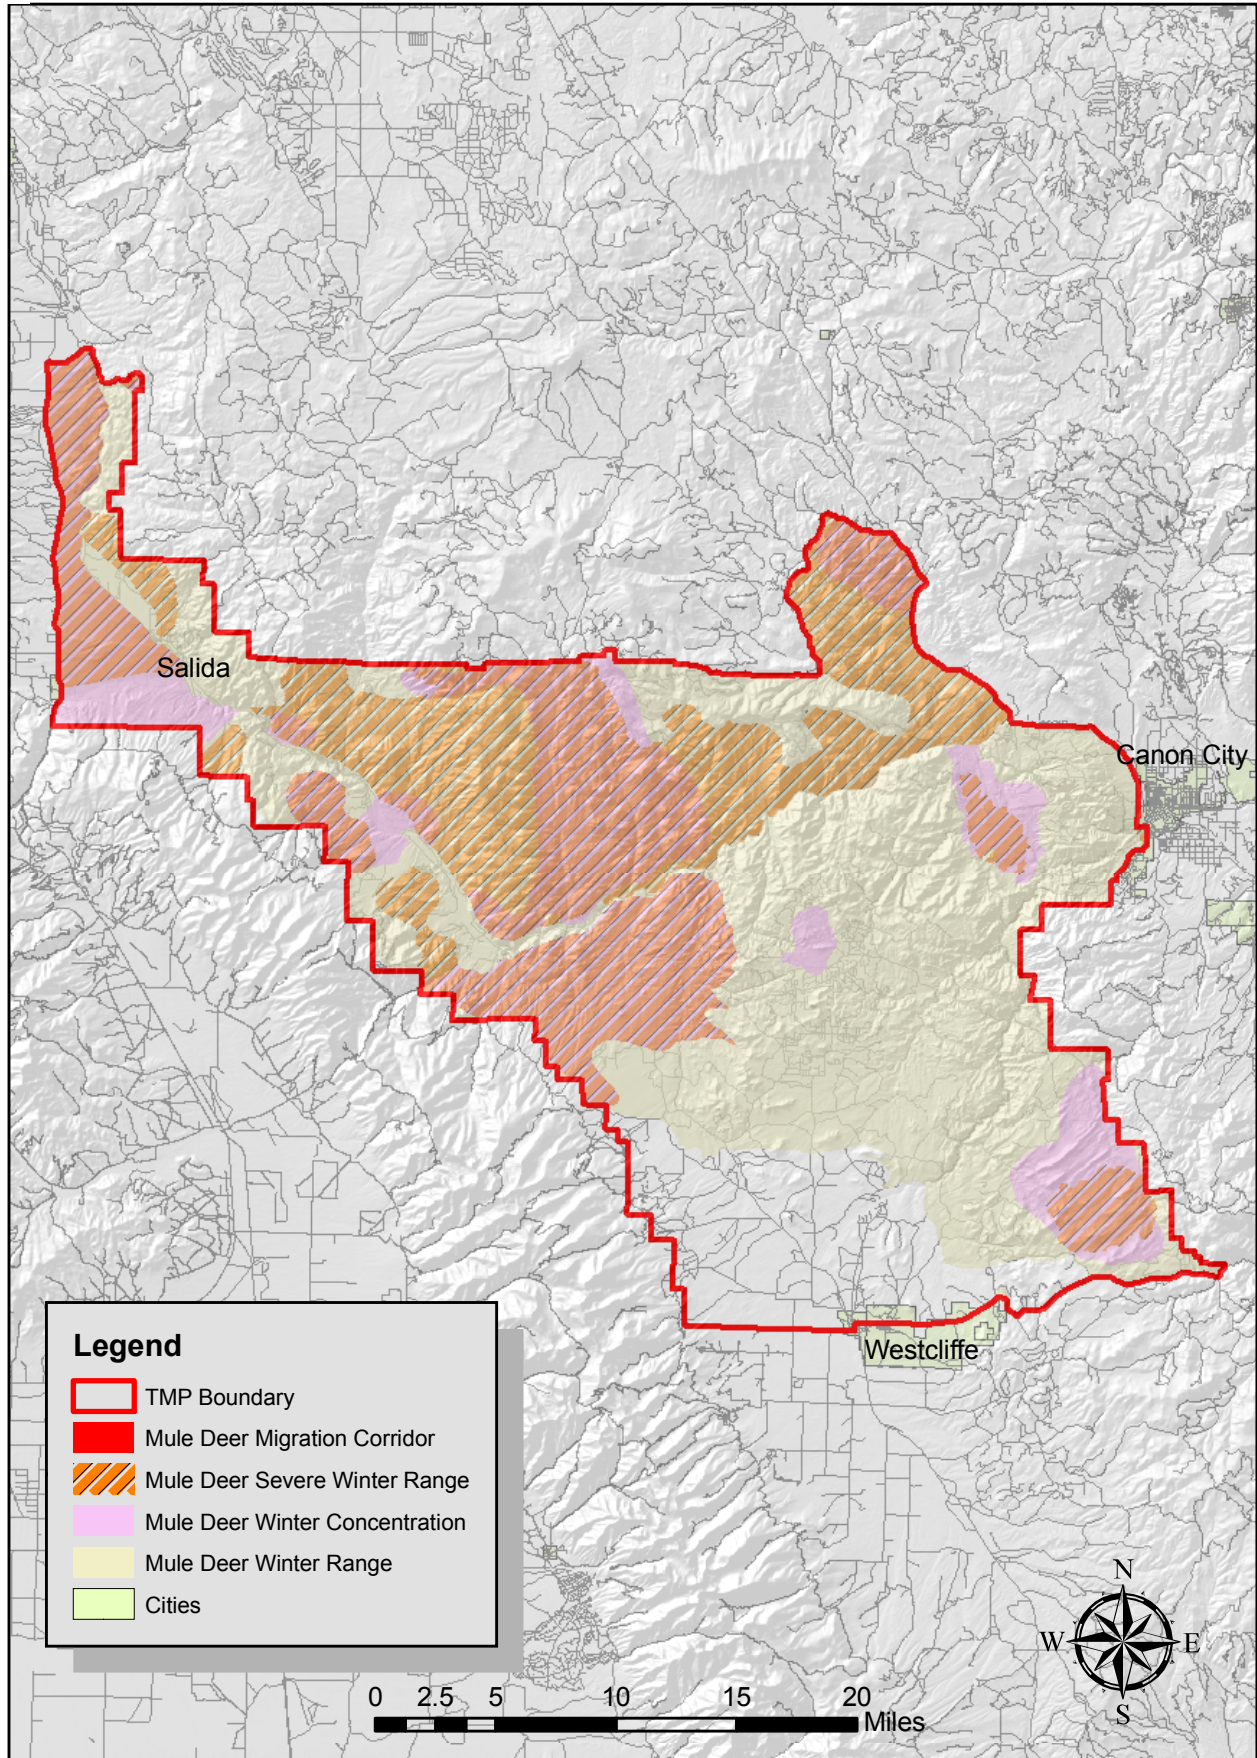 Salida
Canon City
Westcliffe
Legend
TMP Boundary
Mule Deer Migration Corridor
Mule Deer Severe Winter Range
Mule Deer Winter Concentration
Mule Deer Winter Range
Cities
N
W E
S
0 2.5 5 10 15 20
Miles